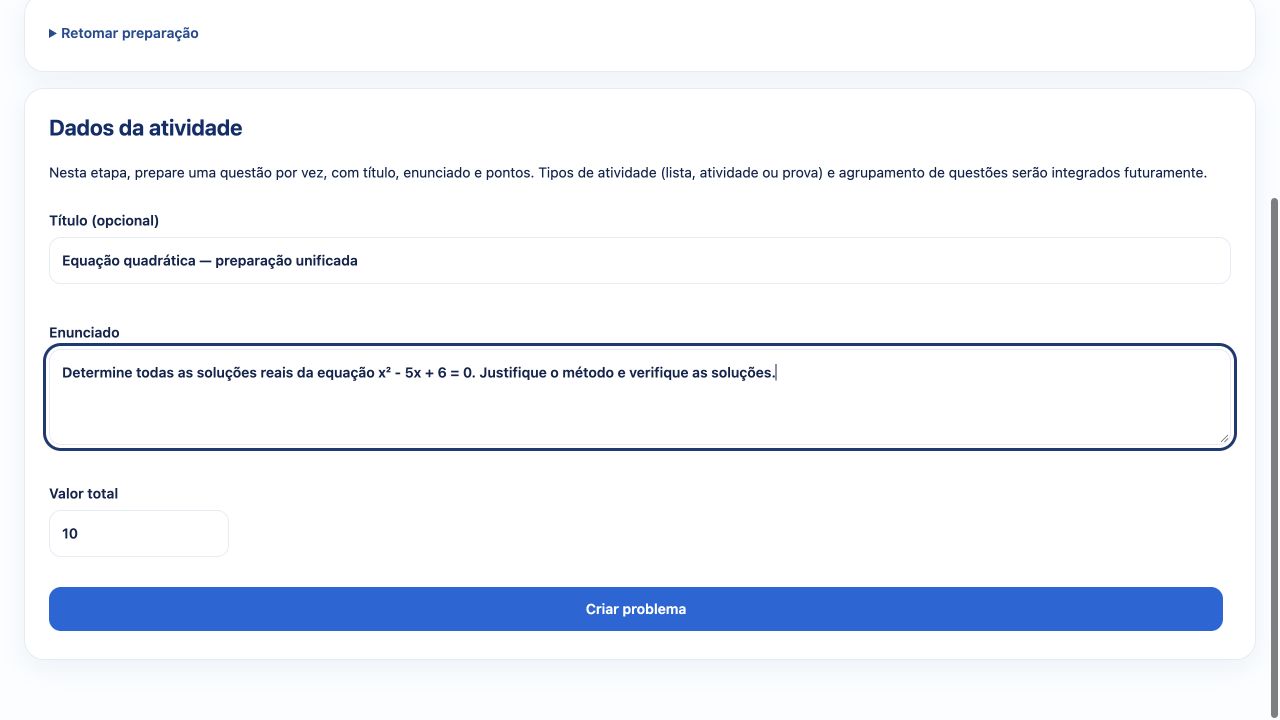 Retomar preparação
Dados da atividade
Nesta etapa, prepare uma questão por vez, com título, enunciado e pontos. Tipos de atividade (lista, atividade ou prova) e agrupamento de questões serão integrados futuramente.
Título (opcional)
Equação quadrática — preparação unificada
Enunciado
Determine todas as soluções reais da equação x² - 5x + 6 = 0. Justifique o método e verifique as soluções.
Valor total
10
Criar problema